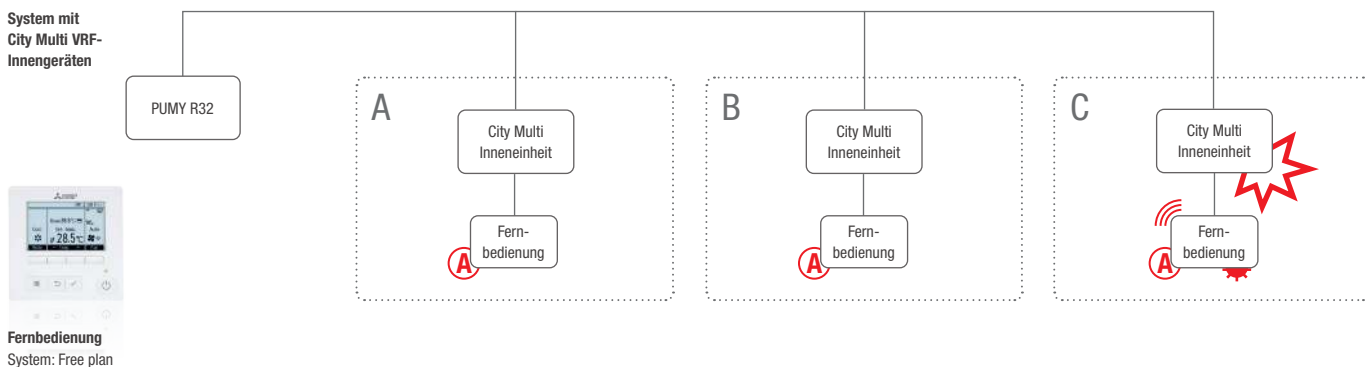 System mit
City Multi VRF-
Innengeräten
PUMY R32
A
City Multi
Inneneinheit
Fern-
bedienung
A
B
City Multi
Inneneinheit
Fern-
bedienung
A
C
City Multi
Inneneinheit
Fern-
bedienung
A
28.5
Fernbedienung
System: Free plan